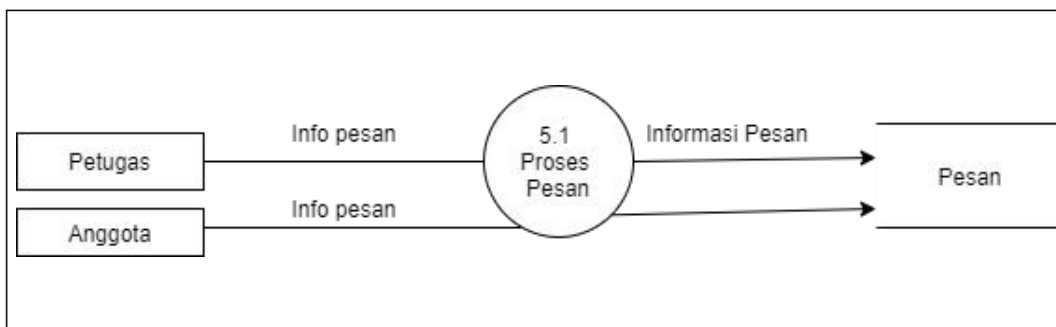 Info pesan
Petugas
5.1
Proses
Pesan
Informasi Pesan
Pesan
Info pesan
Anggota